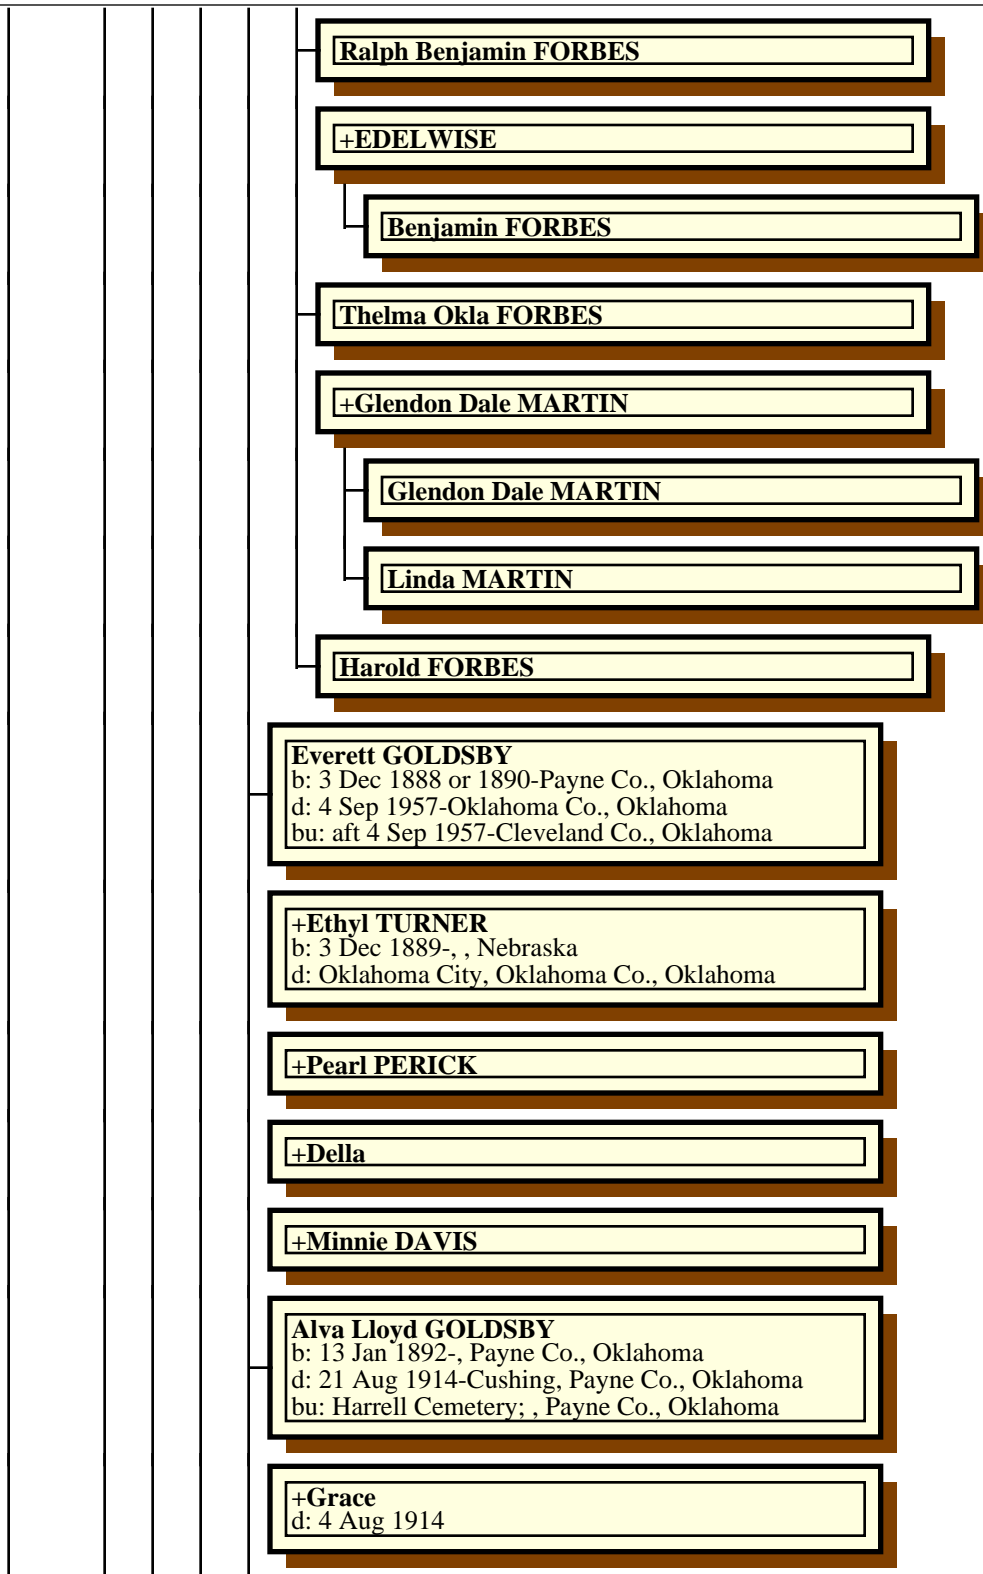 Ralph Benjamin FORBES
+EDELWISE
Benjamin FORBES
Thelma Okla FORBES
+Glendon Dale MARTIN
Glendon Dale MARTIN
Linda MARTIN
Harold FORBES
Everett GOLDSBY
b: 3 Dec 1888 or 1890-Payne Co., Oklahoma
d: 4 Sep 1957-Oklahoma Co., Oklahoma
bu: aft 4 Sep 1957-Cleveland Co., Oklahoma
+Ethyl TURNER
b: 3 Dec 1889-, , Nebraska
d: Oklahoma City, Oklahoma Co., Oklahoma
+Pearl PERICK
+Della
+Minnie DAVIS
Alva Lloyd GOLDSBY
b: 13 Jan 1892-, Payne Co., Oklahoma
d: 21 Aug 1914-Cushing, Payne Co., Oklahoma
bu: Harrell Cemetery; , Payne Co., Oklahoma
+Grace
d: 4 Aug 1914